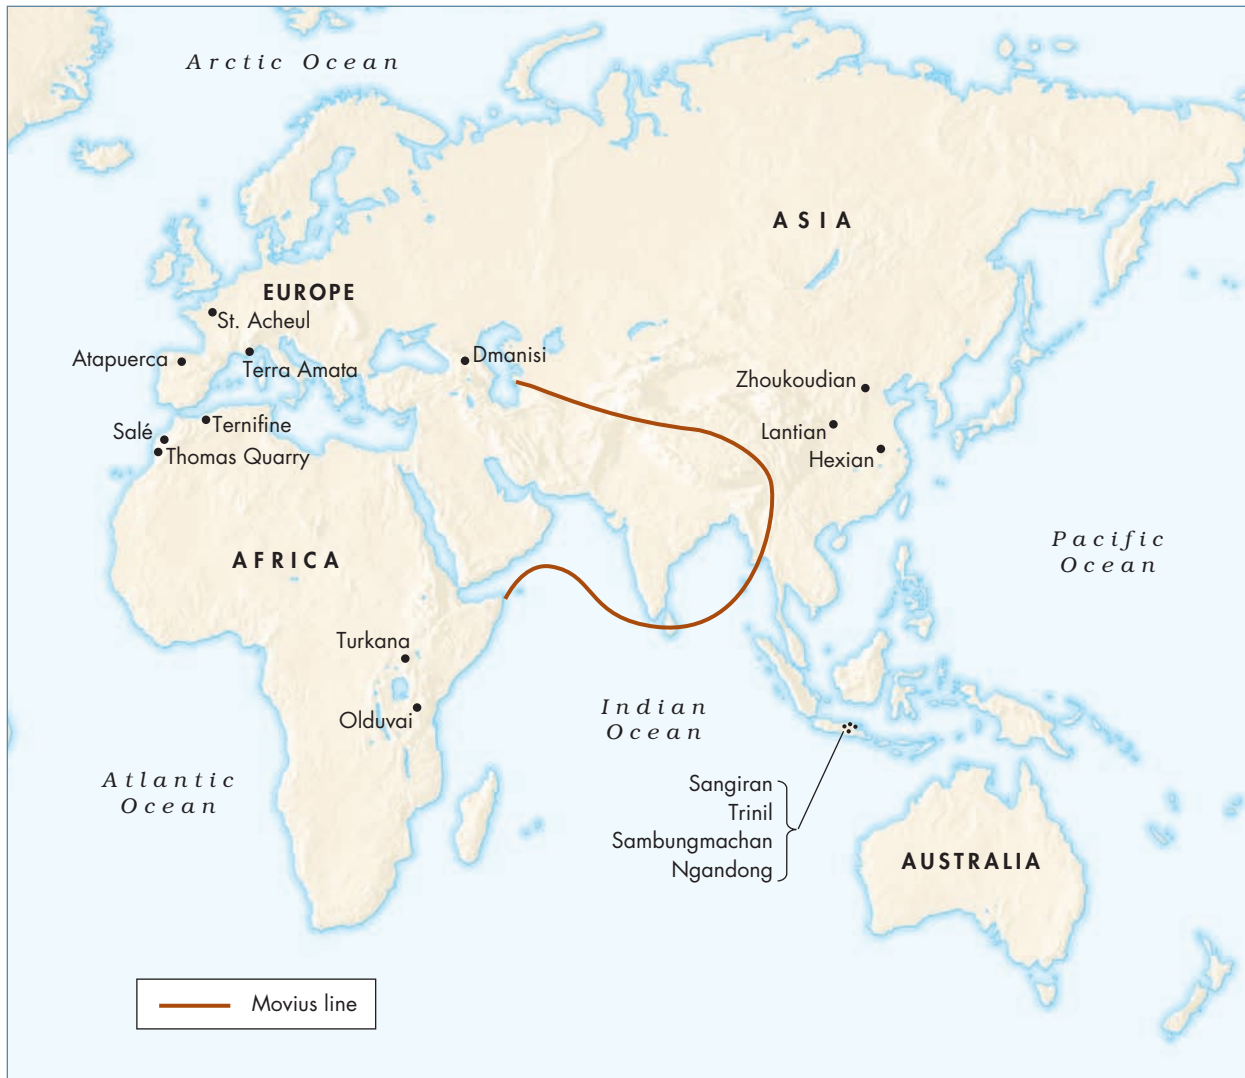 Arctic Ocean
ASIA
EUROPE
St. Acheul
Atapuerca
Terra Amata
Dmanisi
Zhoukoudian
Ternifine
Salé
Lantian
Thomas Quarry
Hexian
Pacific
Ocean
AFRICA
Turkana
Olduvai
Indian
Ocean
Atlantic
Ocean
Sangiran
Trinil
Sambungmachan
Ngandong
AUSTRALIA
Movius line